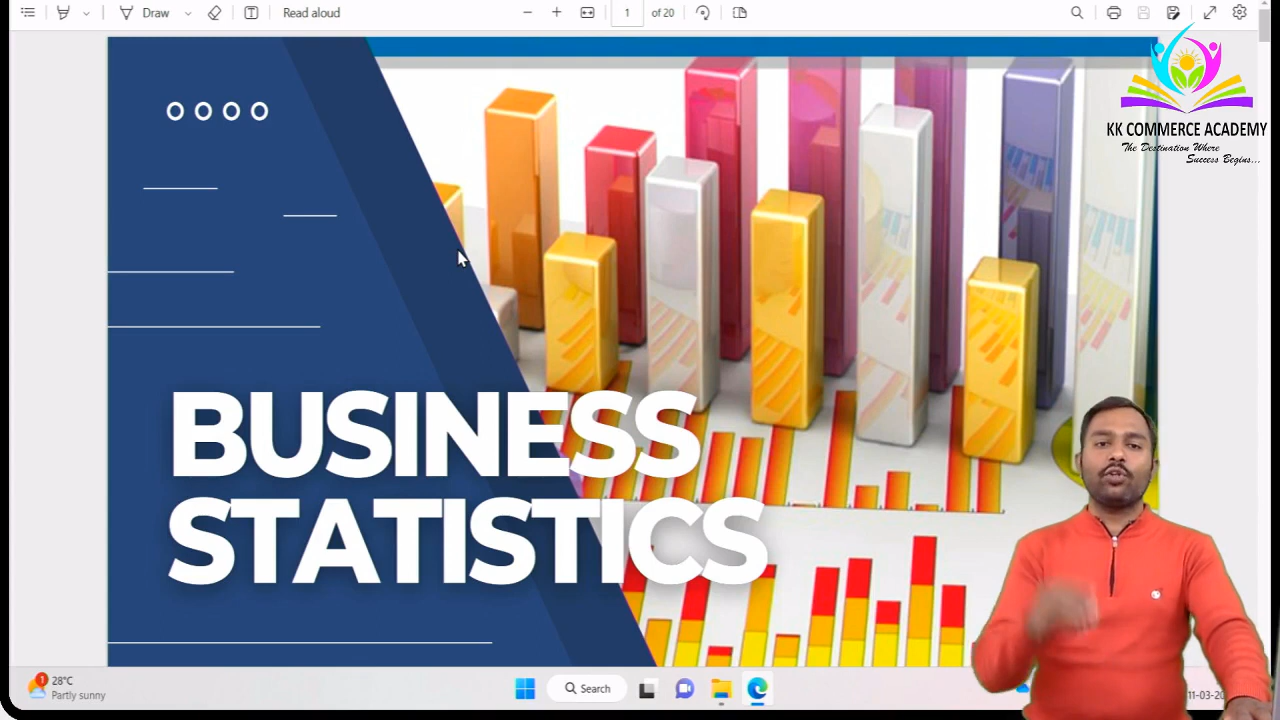 Draw
Read aloud
1 of 20
KK COMMERCE ACADEMY
The Destination Where
Success Begins...
BUSINESS
STATISTICS
1
28°C
Partly sunny
Search